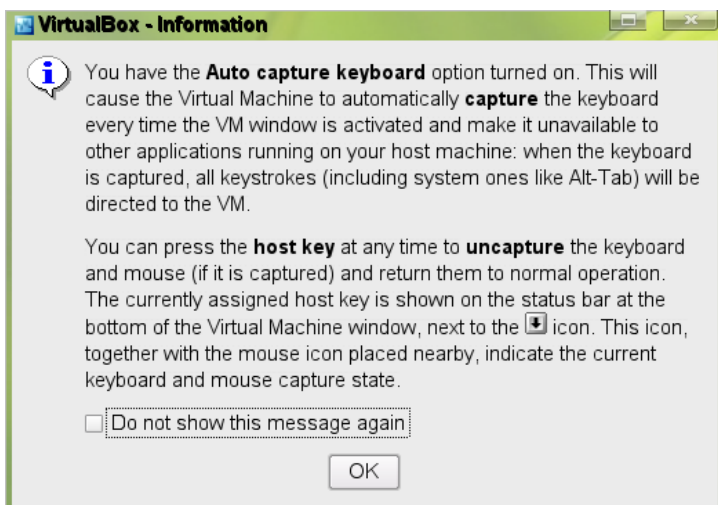 VirtualBox - Information
You have the Auto capture keyboard option turned on. This will
cause the Virtual Machine to automatically capture the keyboard
every time the VM window is activated and make it unavailable to
other applications running on your host machine: when the keyboard
is captured, all keystrokes (including system ones like Alt-Tab) will be
directed to the VM.
You can press the host key at any time to uncapture the keyboard
and mouse (if it is captured) and return them to normal operation.
The currently assigned host key is shown on the status bar at the
bottom of the Virtual Machine window, next to the icon. This icon,
together with the mouse icon placed nearby, indicate the current
keyboard and mouse capture state.
Do not show this message again
OK